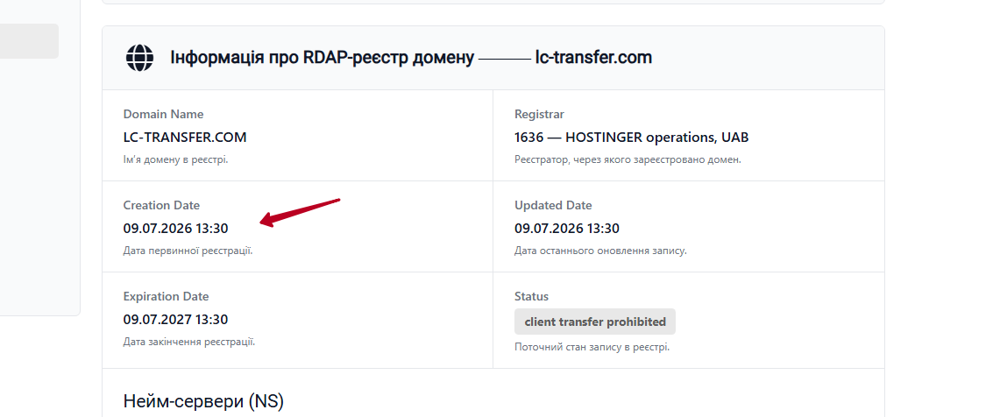 Інформація про RDAP-реєстр домену ——— lc-transfer.com
Domain Name
LC-TRANSFER.COM
Ім'я домену в реєстрі.
Registrar
1636 — HOSTINGER operations, UAB
Реєстратор, через якого зареєстровано домен.
Creation Date
09.07.2026 13:30
Дата первинної реєстрації.
Updated Date
09.07.2026 13:30
Дата останнього оновлення запису.
Expiration Date
09.07.2027 13:30
Дата закінчення реєстрації.
Status
client transfer prohibited
Поточний стан запису в реєстрі.
Нейм-сервери (NS)